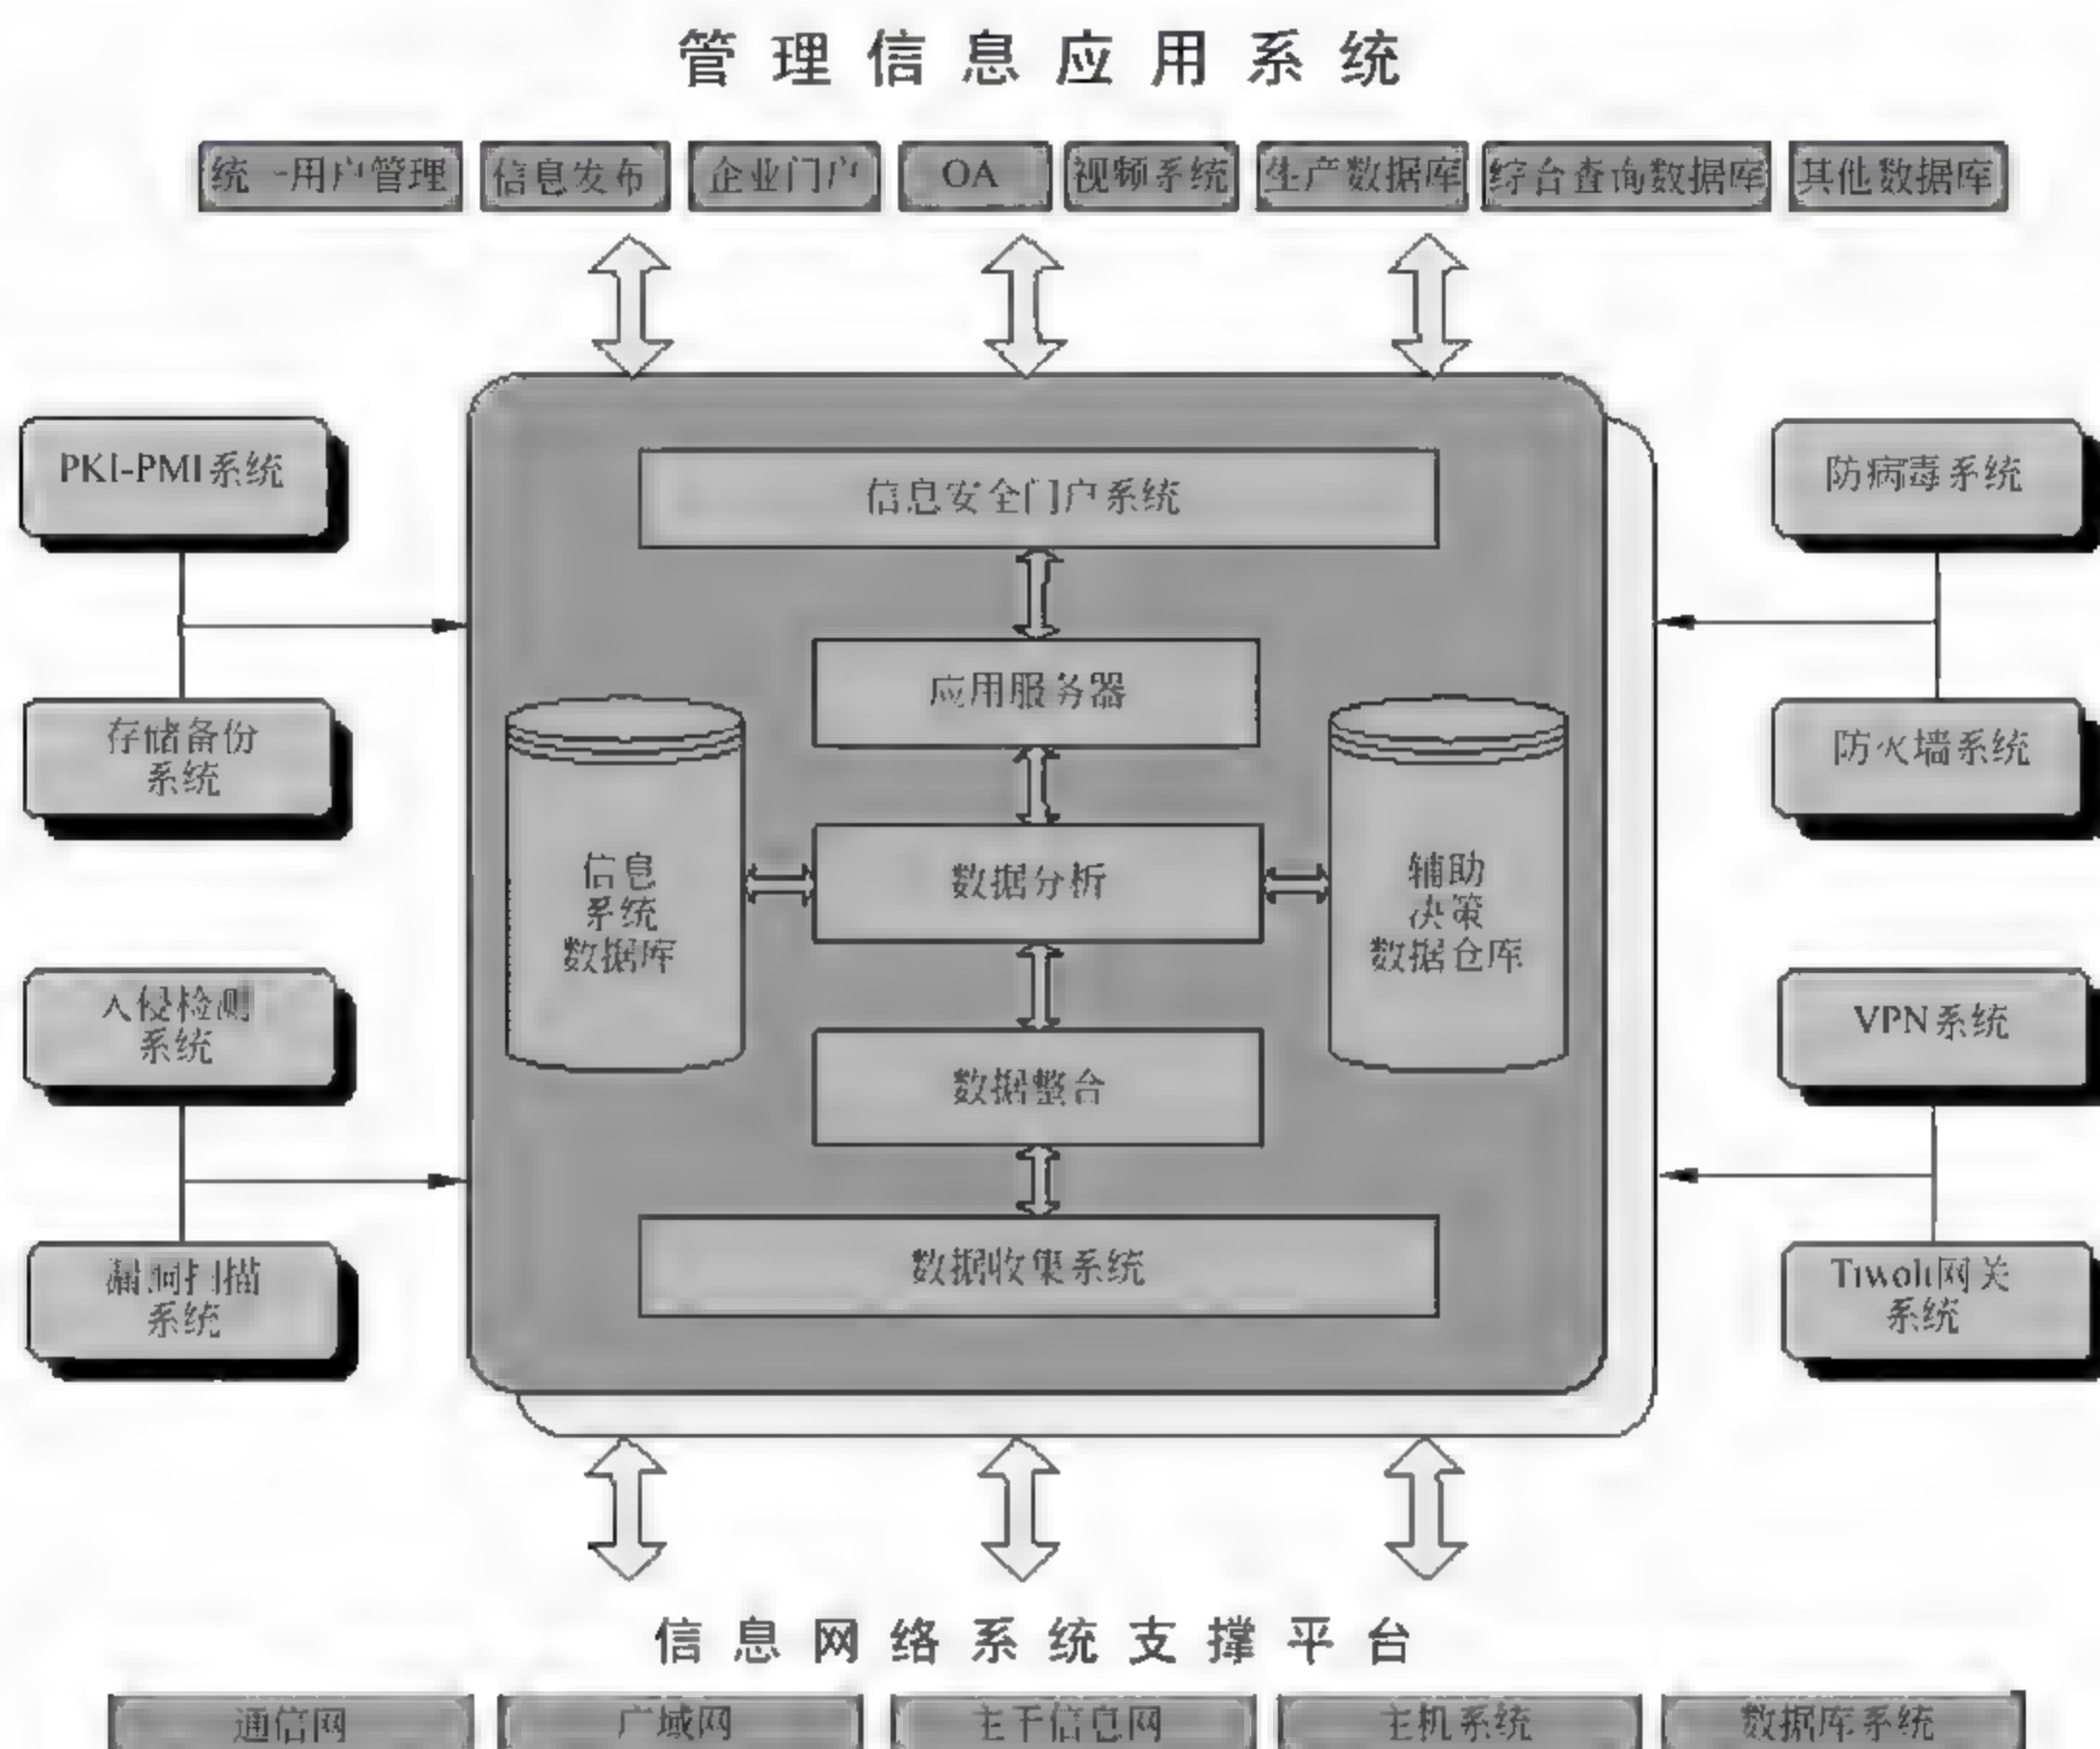 管理信息应用系统
统一用户管理
信息发布
企业门户
OA
视频系统
生产数据库
综合查询数据库
其他数据库
PKI-PMI系统
存储备份
系统
入侵检测
系统
漏洞扫描
系统
信息安全门户系统
应用服务器
信息
系统
数据库
数据分析
辅助
决策
数据仓库
数据整合
数据收集系统
防病毒系统
防火墙系统
VPN系统
Tivoli网关
系统
信息网络系统支撑平台
通信网
广域网
主干信息网
主机系统
数据库系统